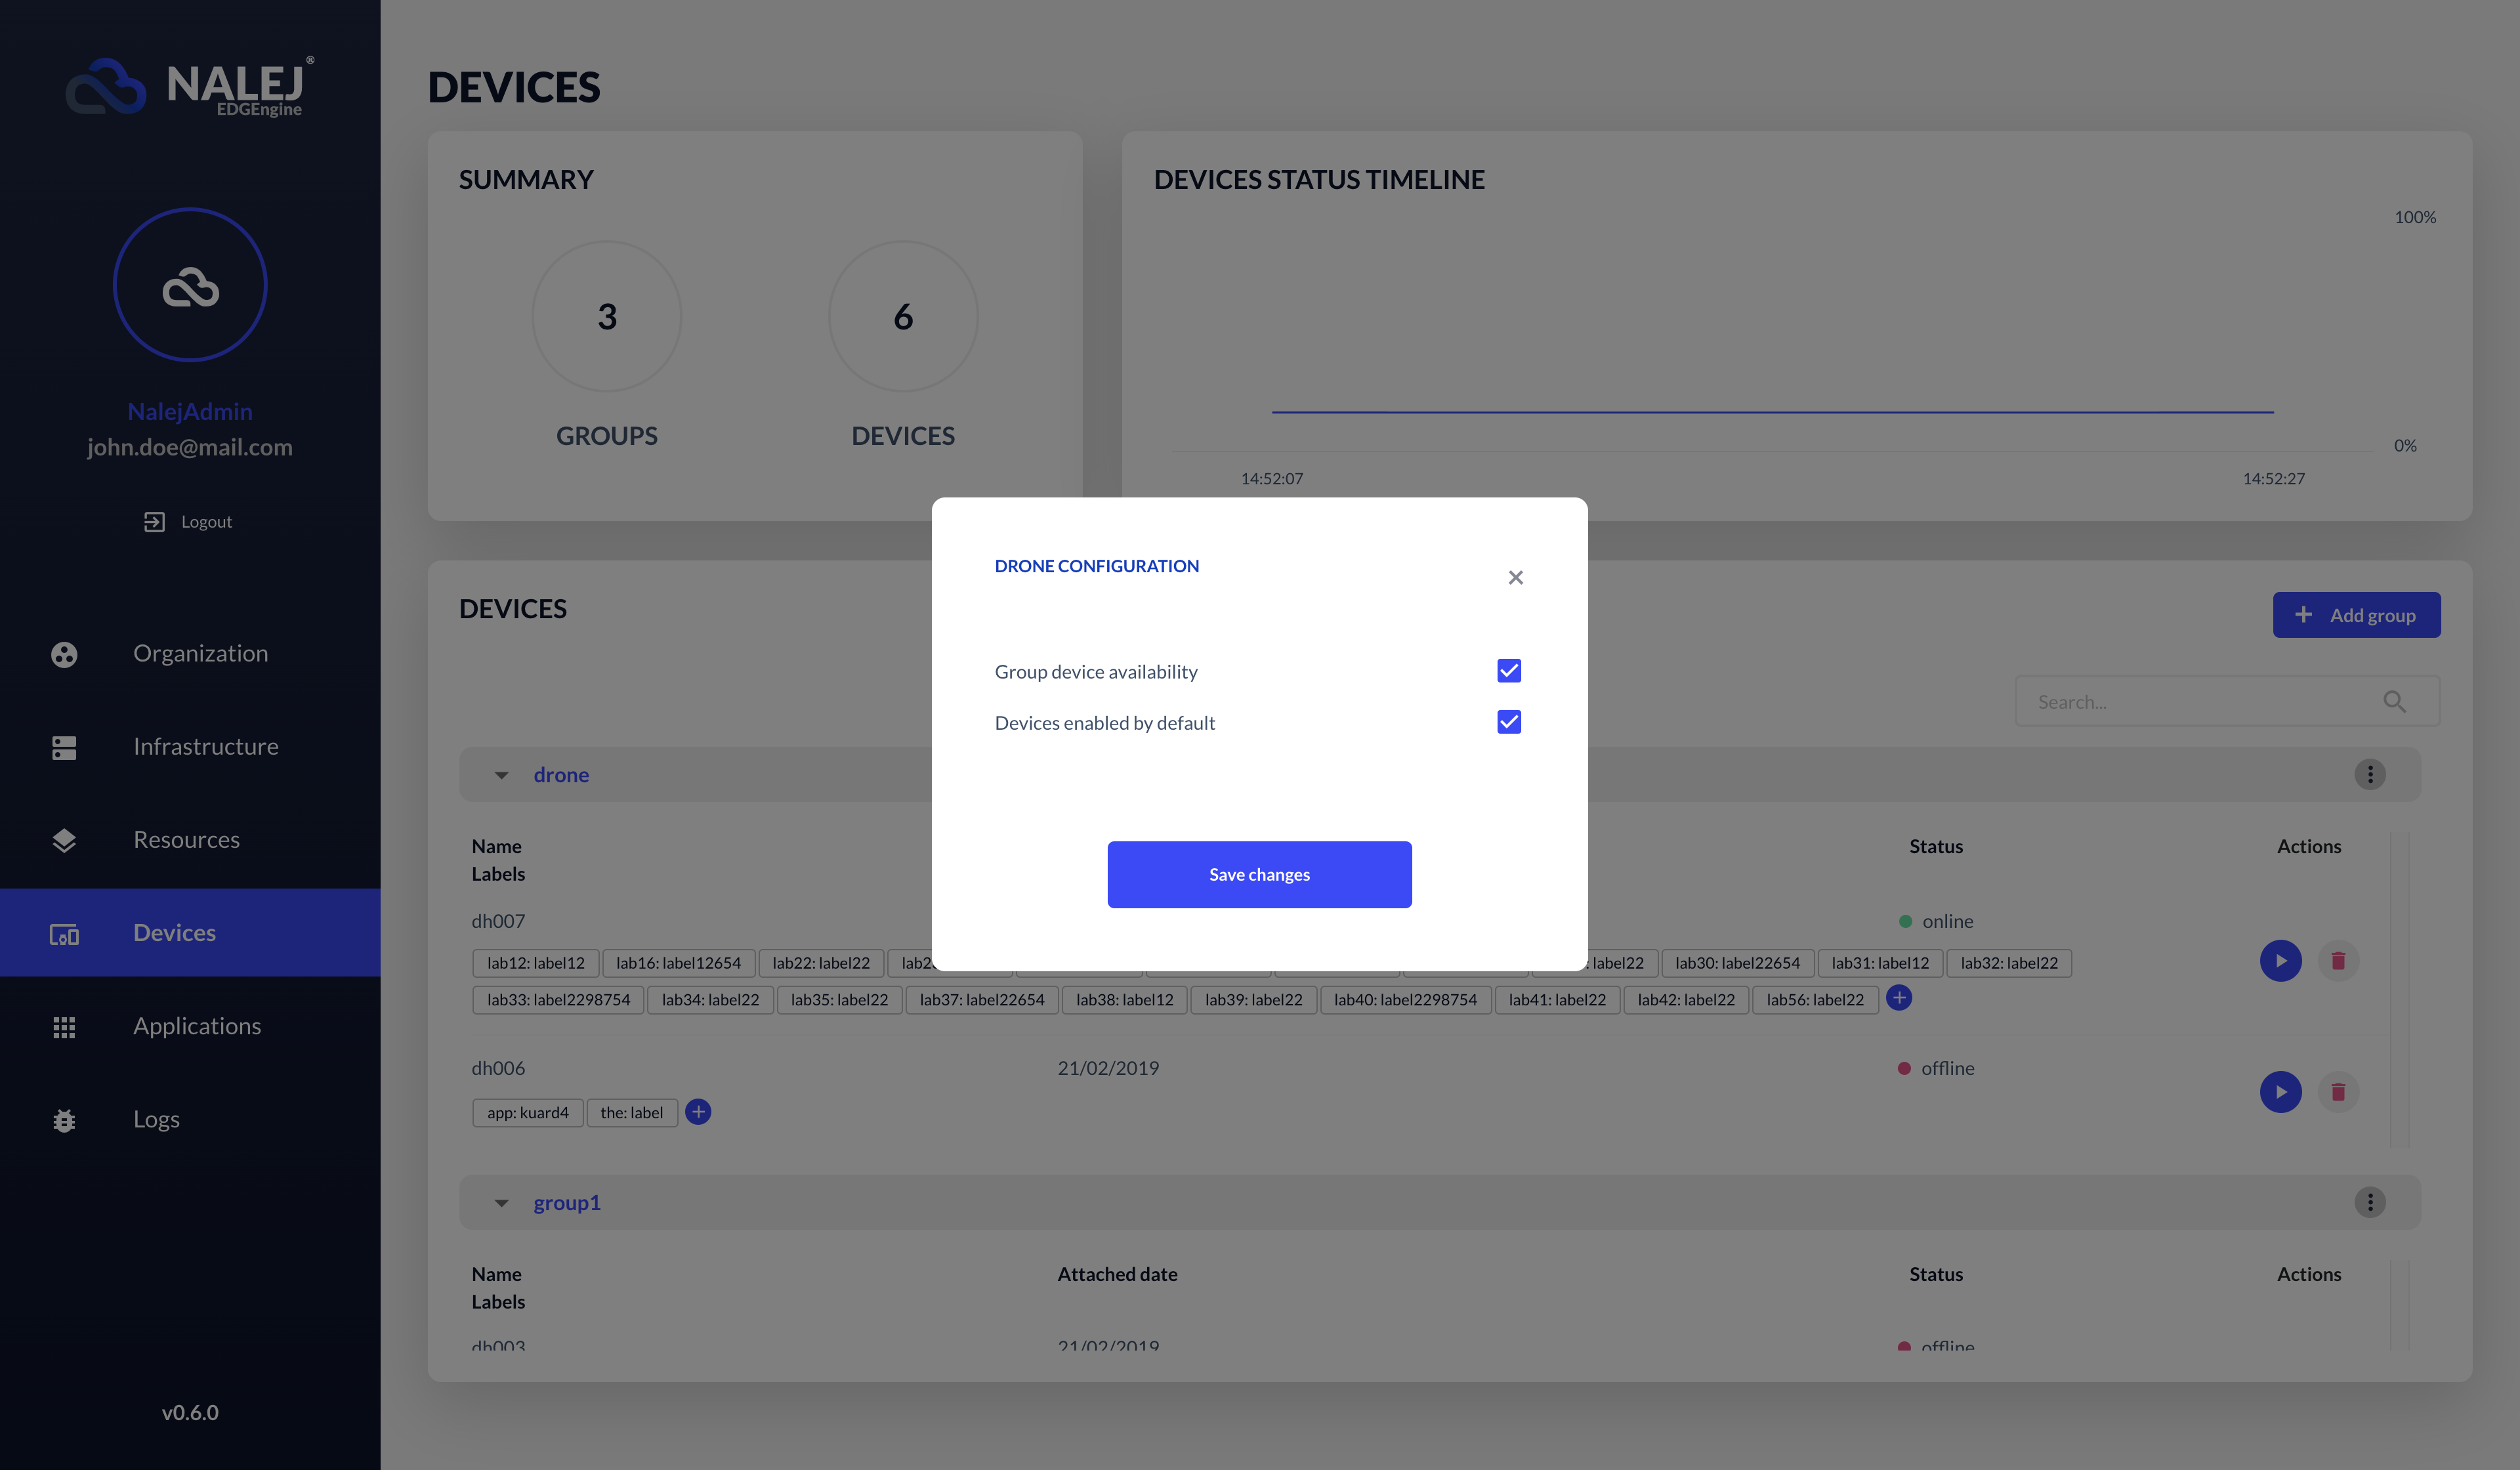 NALEJ®
EDGEngine
NalejAdmin
john.doe@mail.com
Logout
Organization
Infrastructure
Resources
Devices
Applications
Logs
v0.6.0
DEVICES
SUMMARY
3
6
GROUPS
DEVICES
DEVICES STATUS TIMELINE
100%
0%
14:52:07
14:52:27
DRONE CONFIGURATION
Group device availability
Devices enabled by default
Save changes
DEVICES
Add group
Search...
drone
Name
Status
Actions
Labels
dh007
online
lab12: label12
lab16: label12654
lab22: label22
label22
lab30: label22654
lab31: label12
lab32: label22
lab33: label2298754
lab34: label22
lab35: label22
lab37: label22654
lab38: label12
lab39: label22
lab40: label2298754
lab41: label22
lab42: label22
lab56: label22
dh006
21/02/2019
offline
app: kuard4
the: label
group1
Name
Attached date
Status
Actions
Labels
dh003
21/02/2019
offline